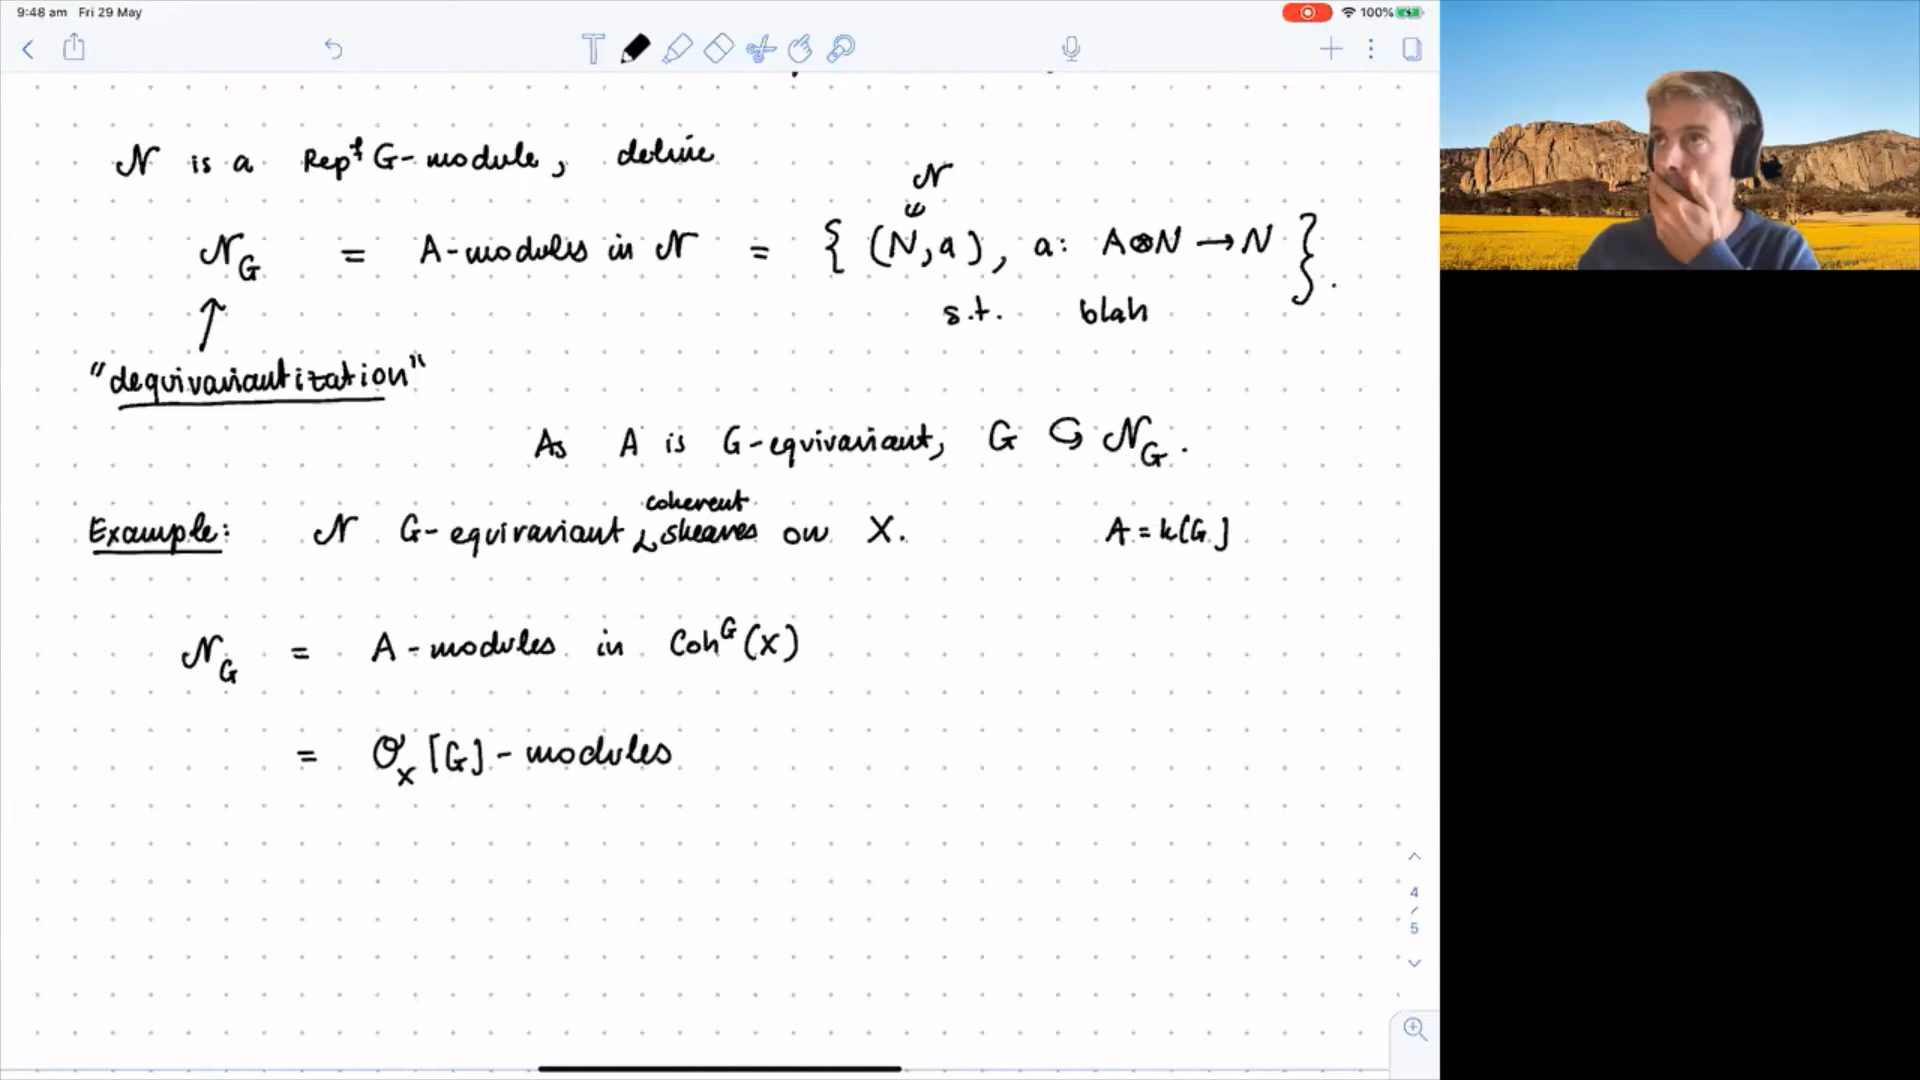 9:48 am Fri 29 May
100%
N is a Repᶠ G-module, define
N
N_G = A-modules in N = { (N,a), a: A⊗N → N }.
s.t. blah
"dequivariantization"
As A is G-equivariant, G ↻ N_G.
coherent
Example: N G-equivariant sheaves on X. A = k[G]
N_G = A-modules in Coh^G (X)
= O_X [G]-modules
4
/
5